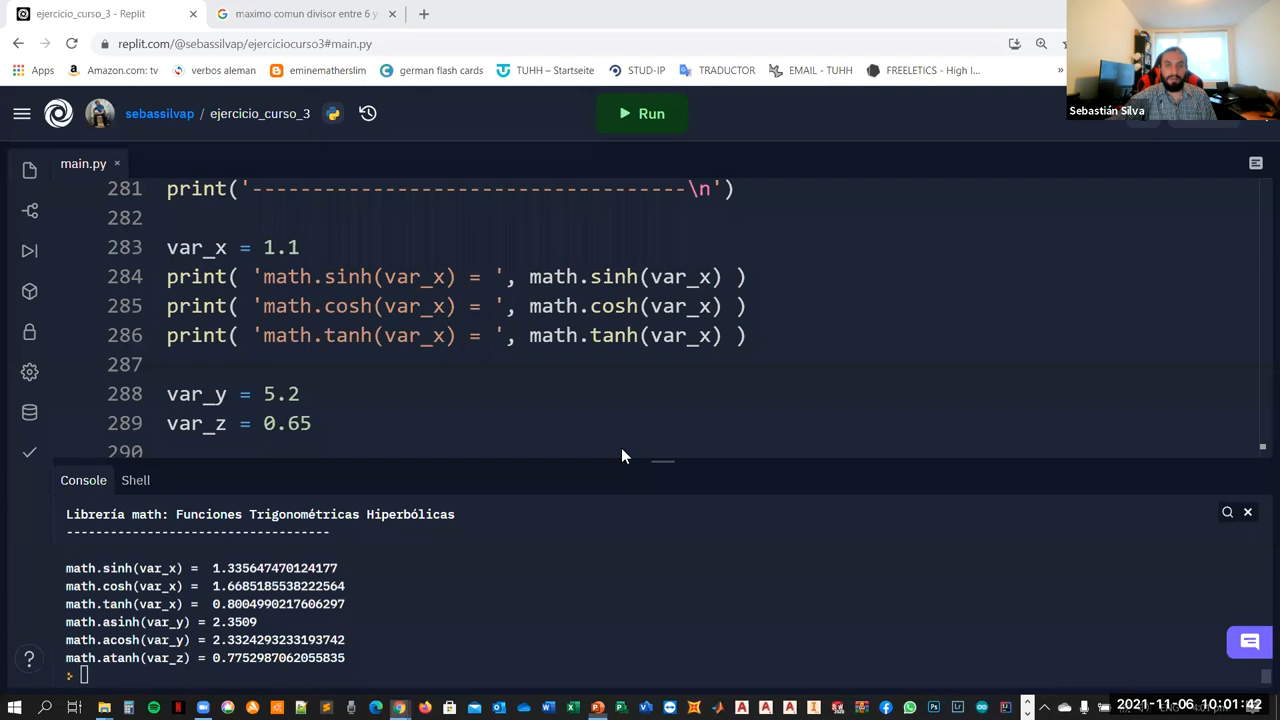 ejercicio_curso_3 - Replit
maximo comun divisor entre 6 y
replit.com/@sebassilvap/ejerciciocurso3#main.py
Apps
Amazon.com: tv
verbos aleman
eminematherslim
german flash cards
TUHH – Startseite
STUD-IP
TRADUCTOR
EMAIL - TUHH
FREELETICS - High I...
»
Sebastián Silva
sebassilvap / ejercicio_curso_3
Run
main.py
281 print('------------------------------------\n')
282
283 var_x = 1.1
284 print( 'math.sinh(var_x) = ', math.sinh(var_x) )
285 print( 'math.cosh(var_x) = ', math.cosh(var_x) )
286 print( 'math.tanh(var_x) = ', math.tanh(var_x) )
287
288 var_y = 5.2
289 var_z = 0.65
290
Console Shell
Librería math: Funciones Trigonométricas Hiperbólicas
------------------------------------
math.sinh(var_x) =  1.335647470124177
math.cosh(var_x) =  1.6685185538222564
math.tanh(var_x) =  0.8004990217606297
math.asinh(var_y) = 2.3509
math.acosh(var_y) = 2.3324293233193742
math.atanh(var_z) = 0.7752987062055835
2021-11-06 10:01:42